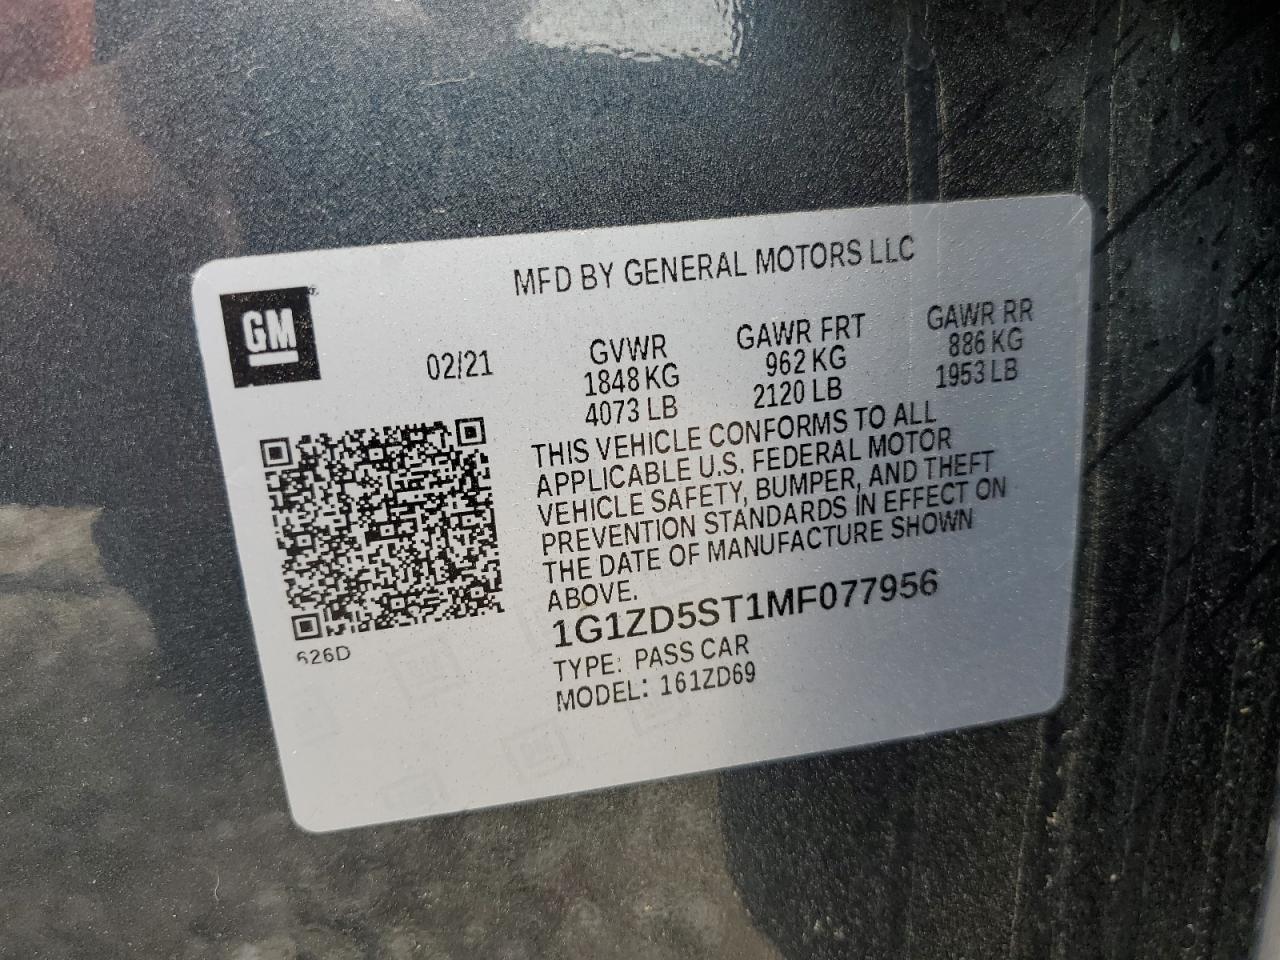 GM
MFD BY GENERAL MOTORS LLC
02/21
GVWR
1848 KG
4073 LB
GAWR FRT
962 KG
2120 LB
GAWR RR
886 KG
1953 LB
THIS VEHICLE CONFORMS TO ALL
APPLICABLE U.S. FEDERAL MOTOR
VEHICLE SAFETY, BUMPER, AND THEFT
PREVENTION STANDARDS IN EFFECT ON
THE DATE OF MANUFACTURE SHOWN
ABOVE.
1G1ZD5ST1MF077956
TYPE: PASS CAR
MODEL: 161ZD69
626D